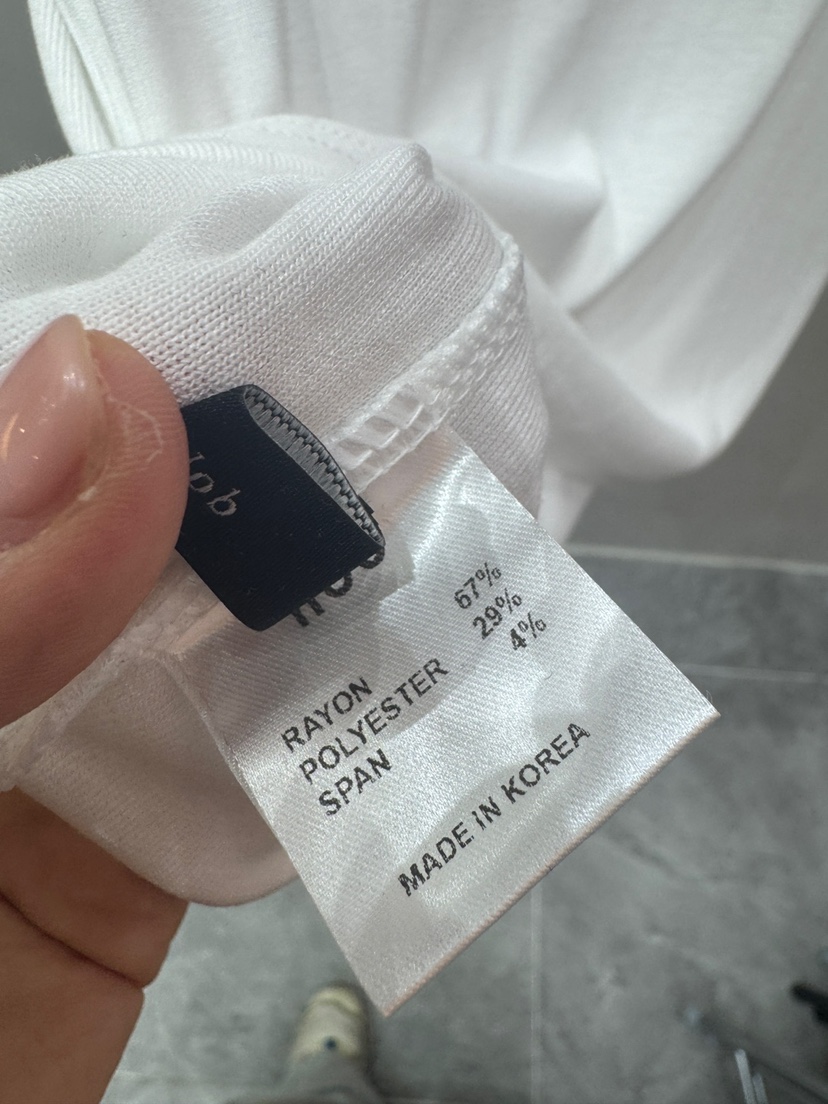 RAYON 67%
POLYESTER 29%
SPAN 4%
MADE IN KOREA